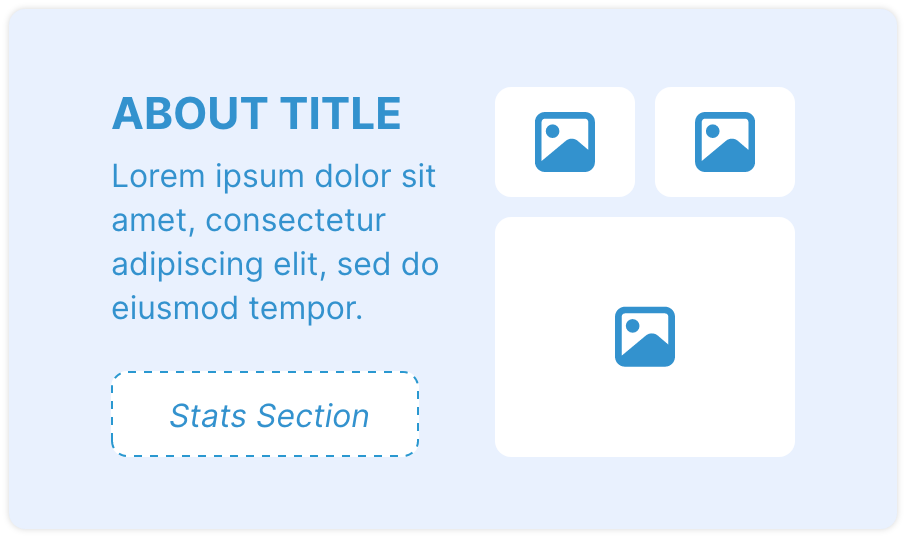 ABOUT TITLE
Lorem ipsum dolor sit
amet, consectetur
adipiscing elit, sed do
eiusmod tempor.
Stats Section